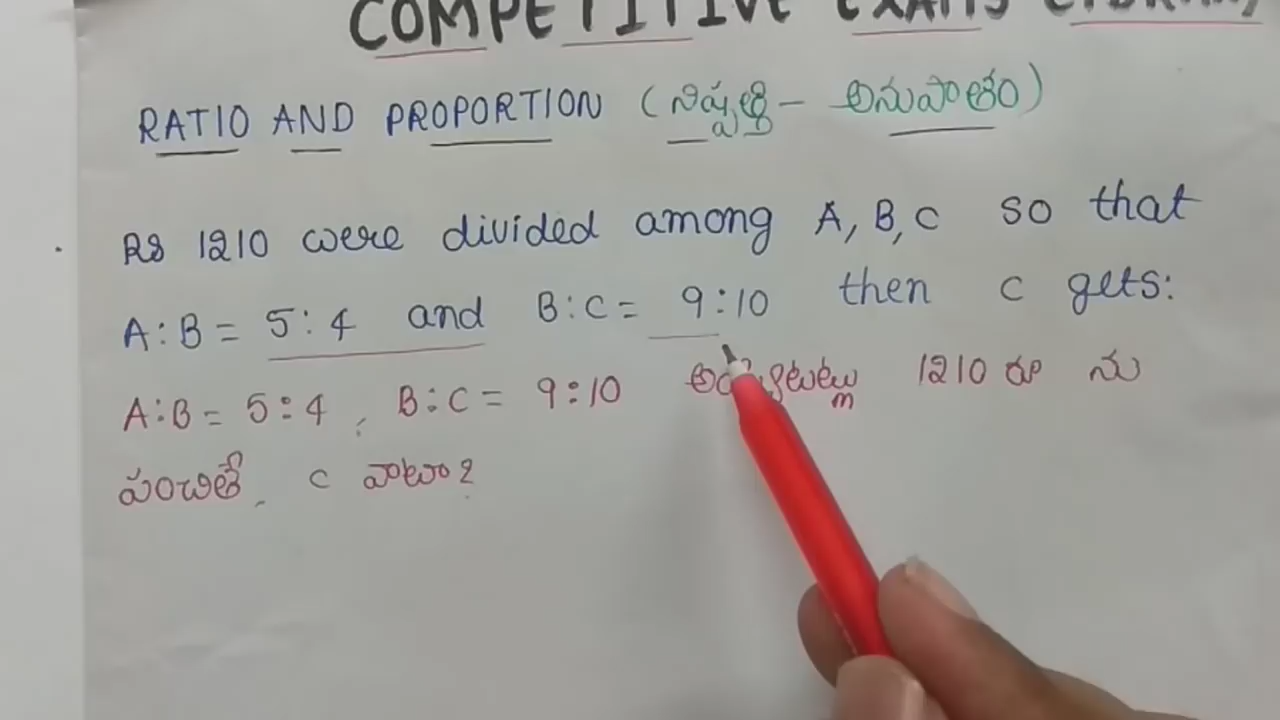 COMPETITIVE EXAMS
RATIO AND PROPORTION (నిష్పత్తి - అనుపాతం)
Rs 1210 were divided among A, B, C so that
A:B = 5:4 and B:C = 9:10 then C gets:
A:B = 5:4, B:C = 9:10 1210 రూ ను
పంచితే, C వాటా?